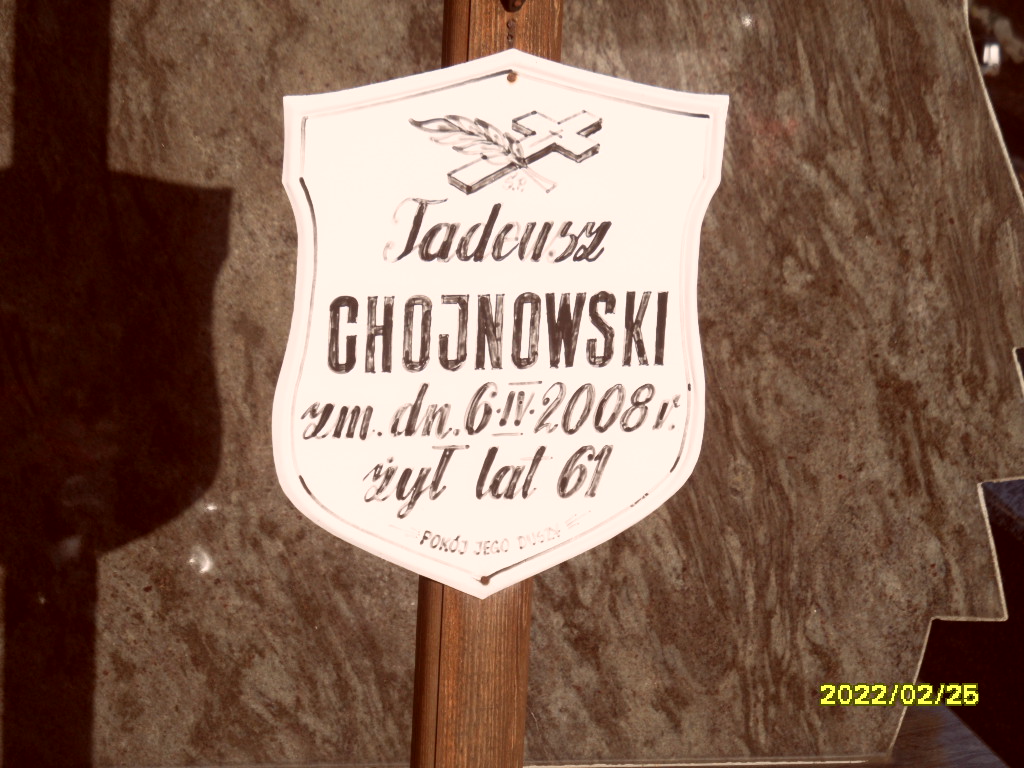 Tadeusz
CHOJNOWSKI
zm. dn. 6·IV·2008 r.
żył lat 61
POKÓJ JEGO DUSZY
2022/02/25